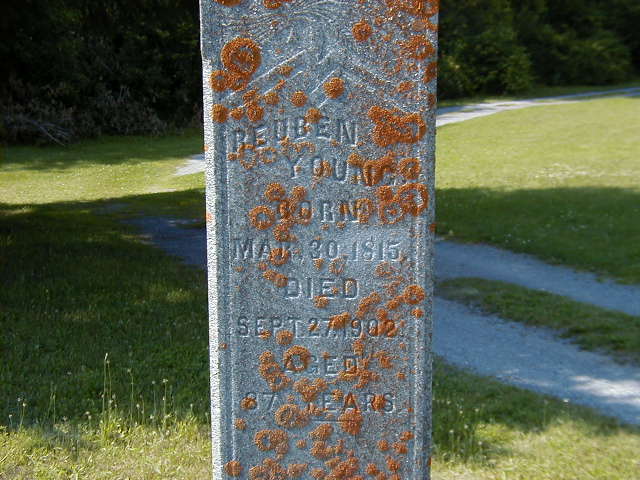 REUBEN
YOUNG
BORN
MAR. 30. 1815.
DIED
SEPT. 27. 1902.
AGED
87 YEARS.